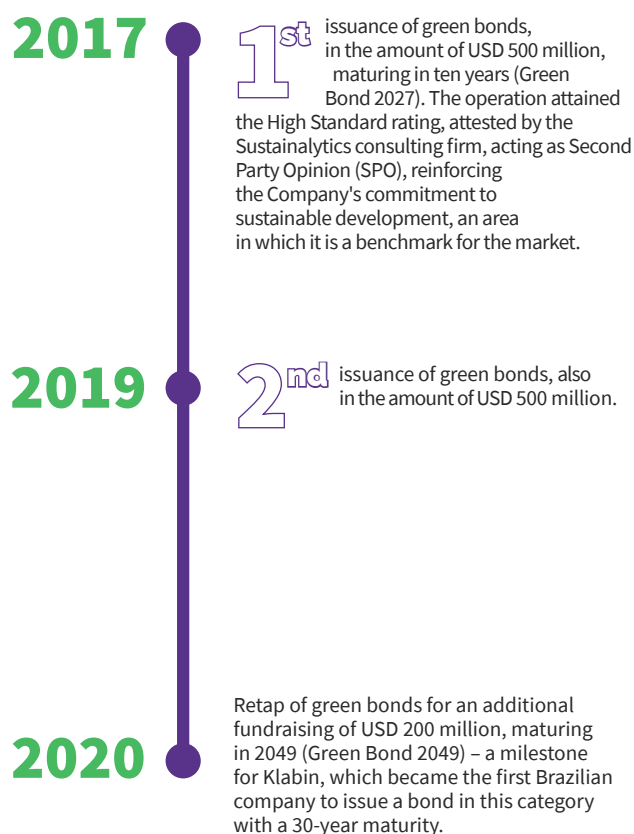 2017
1st issuance of green bonds,
in the amount of USD 500 million,
maturing in ten years (Green
Bond 2027). The operation attained
the High Standard rating, attested by the
Sustainalytics consulting firm, acting as Second
Party Opinion (SPO), reinforcing
the Company's commitment to
sustainable development, an area
in which it is a benchmark for the market.
2019
2nd issuance of green bonds, also
in the amount of USD 500 million.
2020
Retap of green bonds for an additional
fundraising of USD 200 million, maturing
in 2049 (Green Bond 2049) – a milestone
for Klabin, which became the first Brazilian
company to issue a bond in this category
with a 30-year maturity.